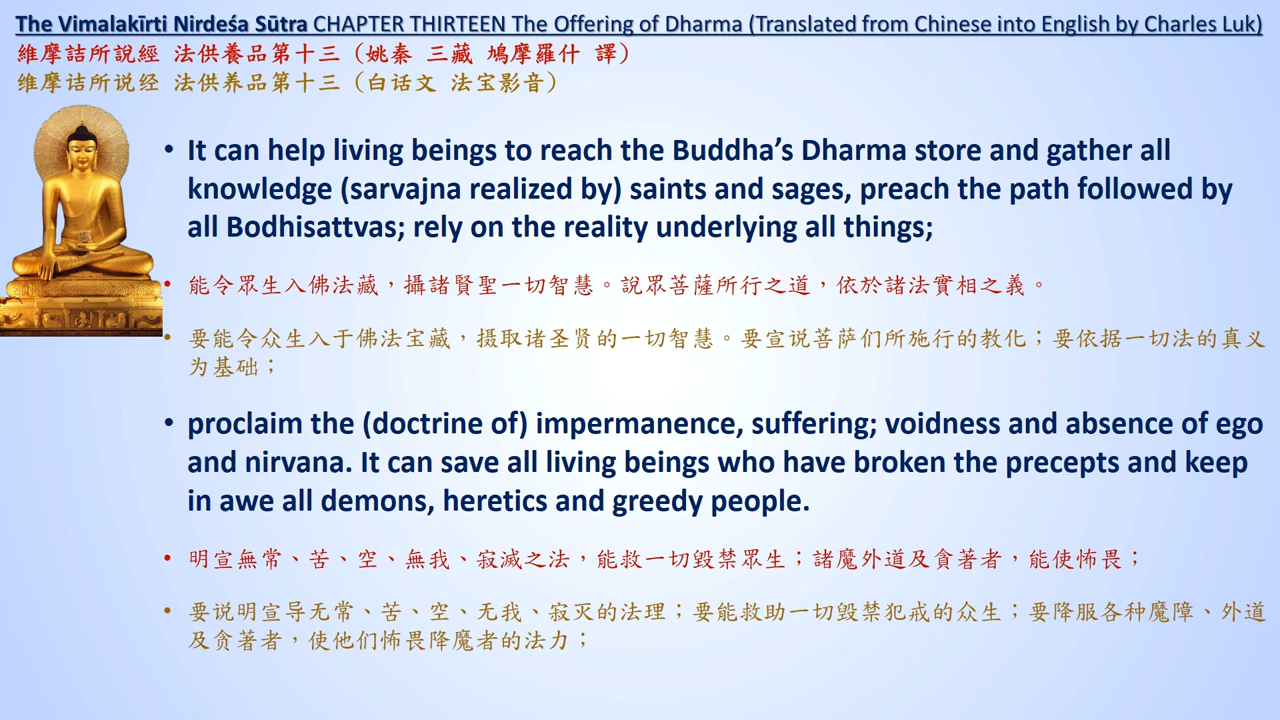 The Vimalakīrti Nirdeśa Sūtra CHAPTER THIRTEEN The Offering of Dharma (Translated from Chinese into English by Charles Luk)
維摩詰所說經 法供養品第十三 (姚秦 三藏 鳩摩羅什 譯)
维摩诘所说经 法供养品第十三 (白话文 法宝影音)
• It can help living beings to reach the Buddha’s Dharma store and gather all
knowledge (sarvajna realized by) saints and sages, preach the path followed by
all Bodhisattvas; rely on the reality underlying all things;
• 能令眾生入佛法藏，攝諸賢聖一切智慧。說眾菩薩所行之道，依於諸法實相之義。
• 要能令众生入于佛法宝藏，摄取诸圣贤的一切智慧。要宣说菩萨们所施行的教化；要依据一切法的真义
为基础；
• proclaim the (doctrine of) impermanence, suffering; voidness and absence of ego
and nirvana. It can save all living beings who have broken the precepts and keep
in awe all demons, heretics and greedy people.
• 明宣無常、苦、空、無我、寂滅之法，能救一切毀禁眾生；諸魔外道及貪著者，能使怖畏；
• 要说明宣导无常、苦、空、无我、寂灭的法理；要能救助一切毁禁犯戒的众生；要降服各种魔障、外道
及貪著者，使他们怖畏降魔者的法力；